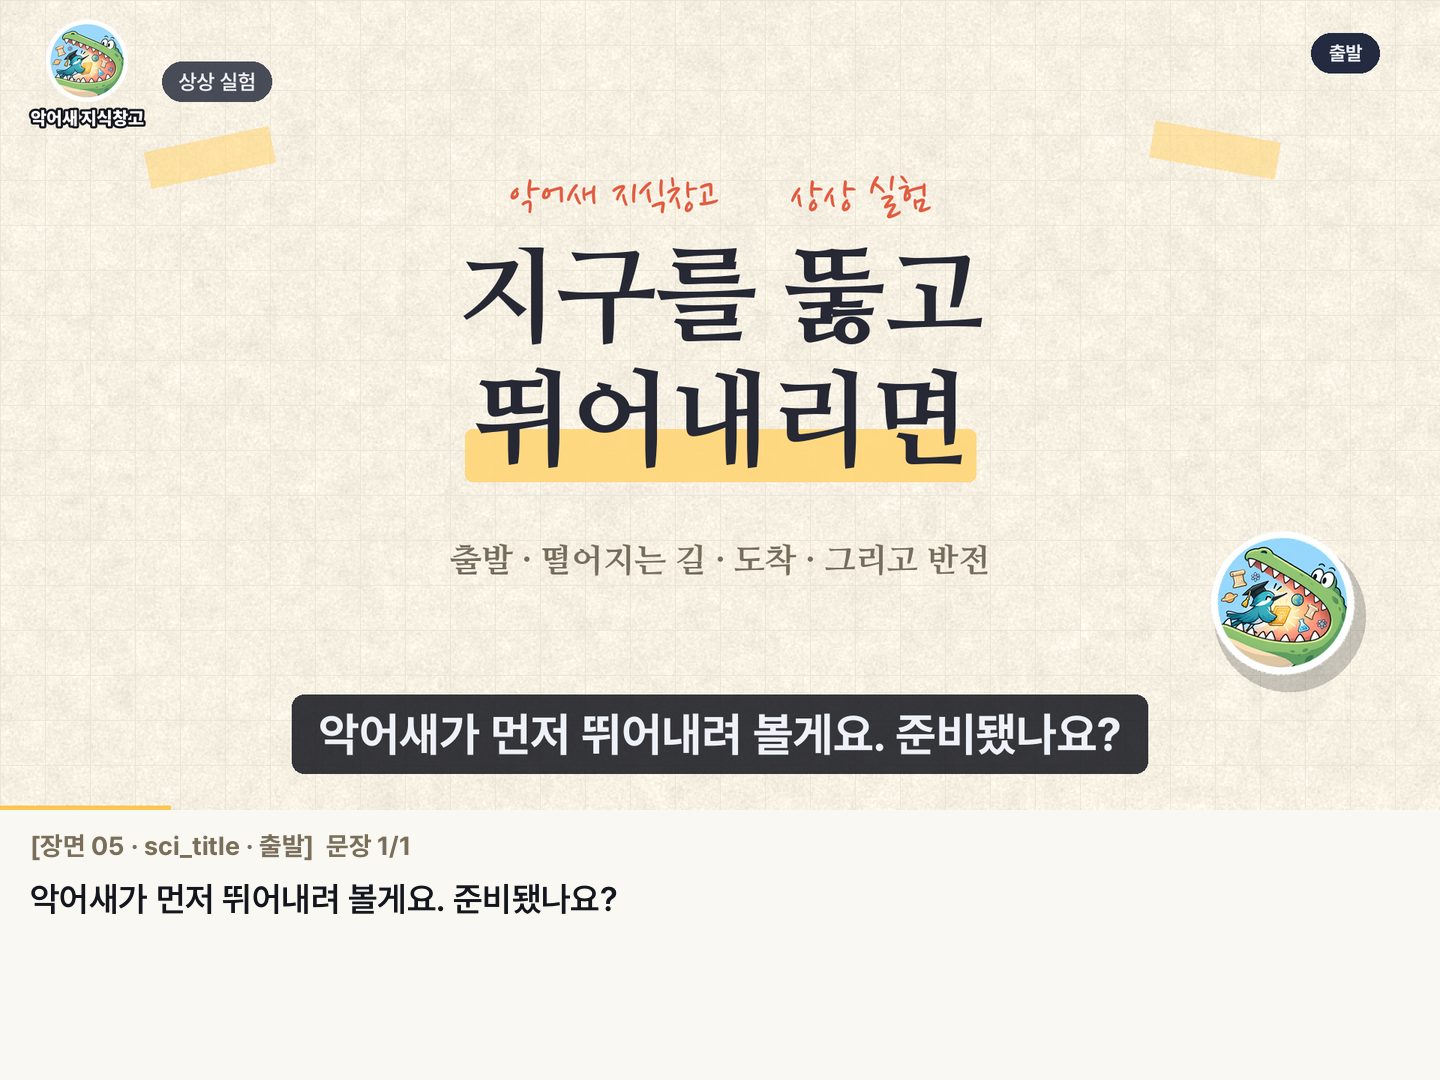 악어새 지식창고
상상 실험
출발
악어새 지식창고 상상 실험
지구를 뚫고
뛰어내리면
출발 · 떨어지는 길 · 도착 · 그리고 반전
악어새가 먼저 뛰어내려 볼게요. 준비됐나요?
[장면 05 · sci_title · 출발] 문장 1/1
악어새가 먼저 뛰어내려 볼게요. 준비됐나요?